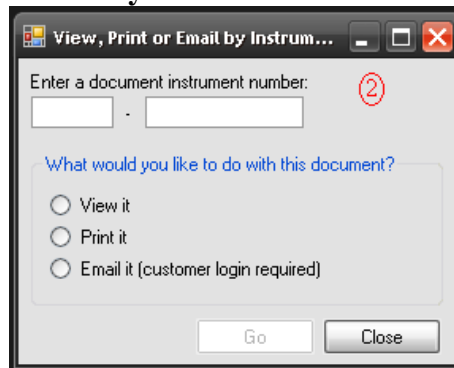 View, Print or Email by Instrum...
Enter a document instrument number:
②
-
What would you like to do with this document?
View it
Print it
Email it (customer login required)
Go
Close